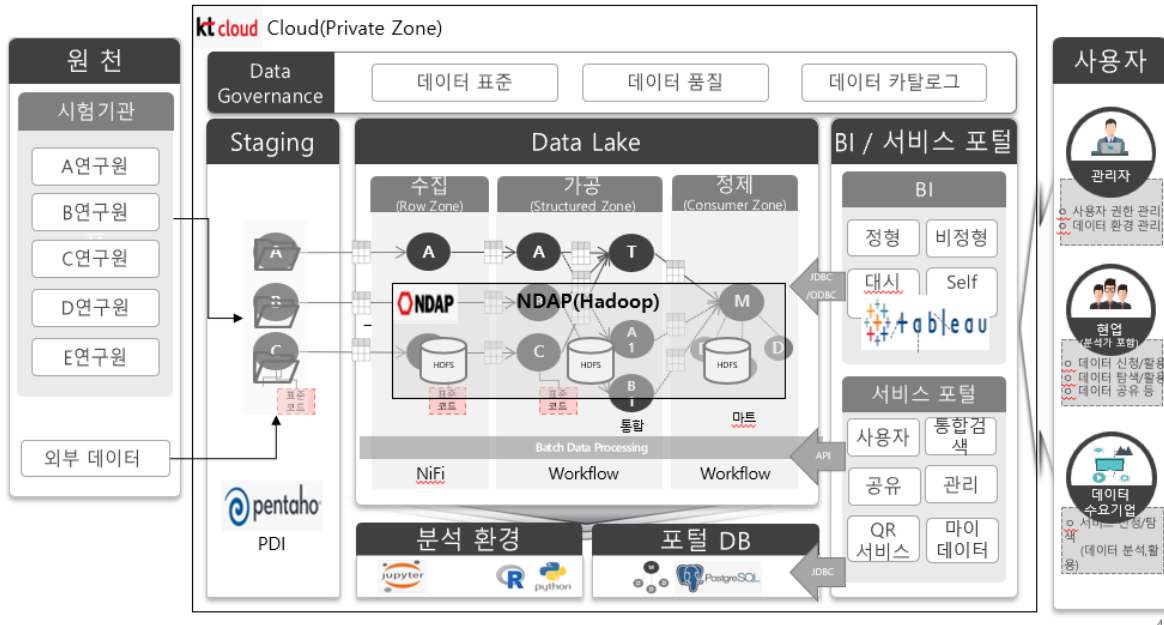 kt cloud Cloud(Private Zone)
원 천
시험기관
A연구원
B연구원
C연구원
D연구원
E연구원
외부 데이터
Data
Governance
데이터 표준
데이터 품질
데이터 카탈로그
Staging
A
B
C
표준
코드
pentaho
PDI
Data Lake
수집
(Row Zone)
가공
(Structured Zone)
정제
(Consumer Zone)
A
A
T
NDAP
NDAP(Hadoop)
M
C
A
1
D
HDFS
HDFS
HDFS
B
표준
코드
표준
코드
통합
마트
Batch Data Processing
NiFi
Workflow
Workflow
분석 환경
jupyter
R
python
포털 DB
M
D
D
D
PostgreSQL
BI / 서비스 포털
BI
정형
비정형
대시
Self
tableau
JDBC
/ODBC
서비스 포털
사용자
통합검
색
공유
관리
QR
서비스
마이
데이터
API
JDBC
사용자
관리자
o 사용자 권한 관리
o 데이터 환경 관리
현업
(분석가 포함)
o 데이터 신청/활용
o 데이터 탐색/활용
o 데이터 공유 등
데이터
수요기업
o 서비스 신청/탐
색
(데이터 분석,활
용)
4